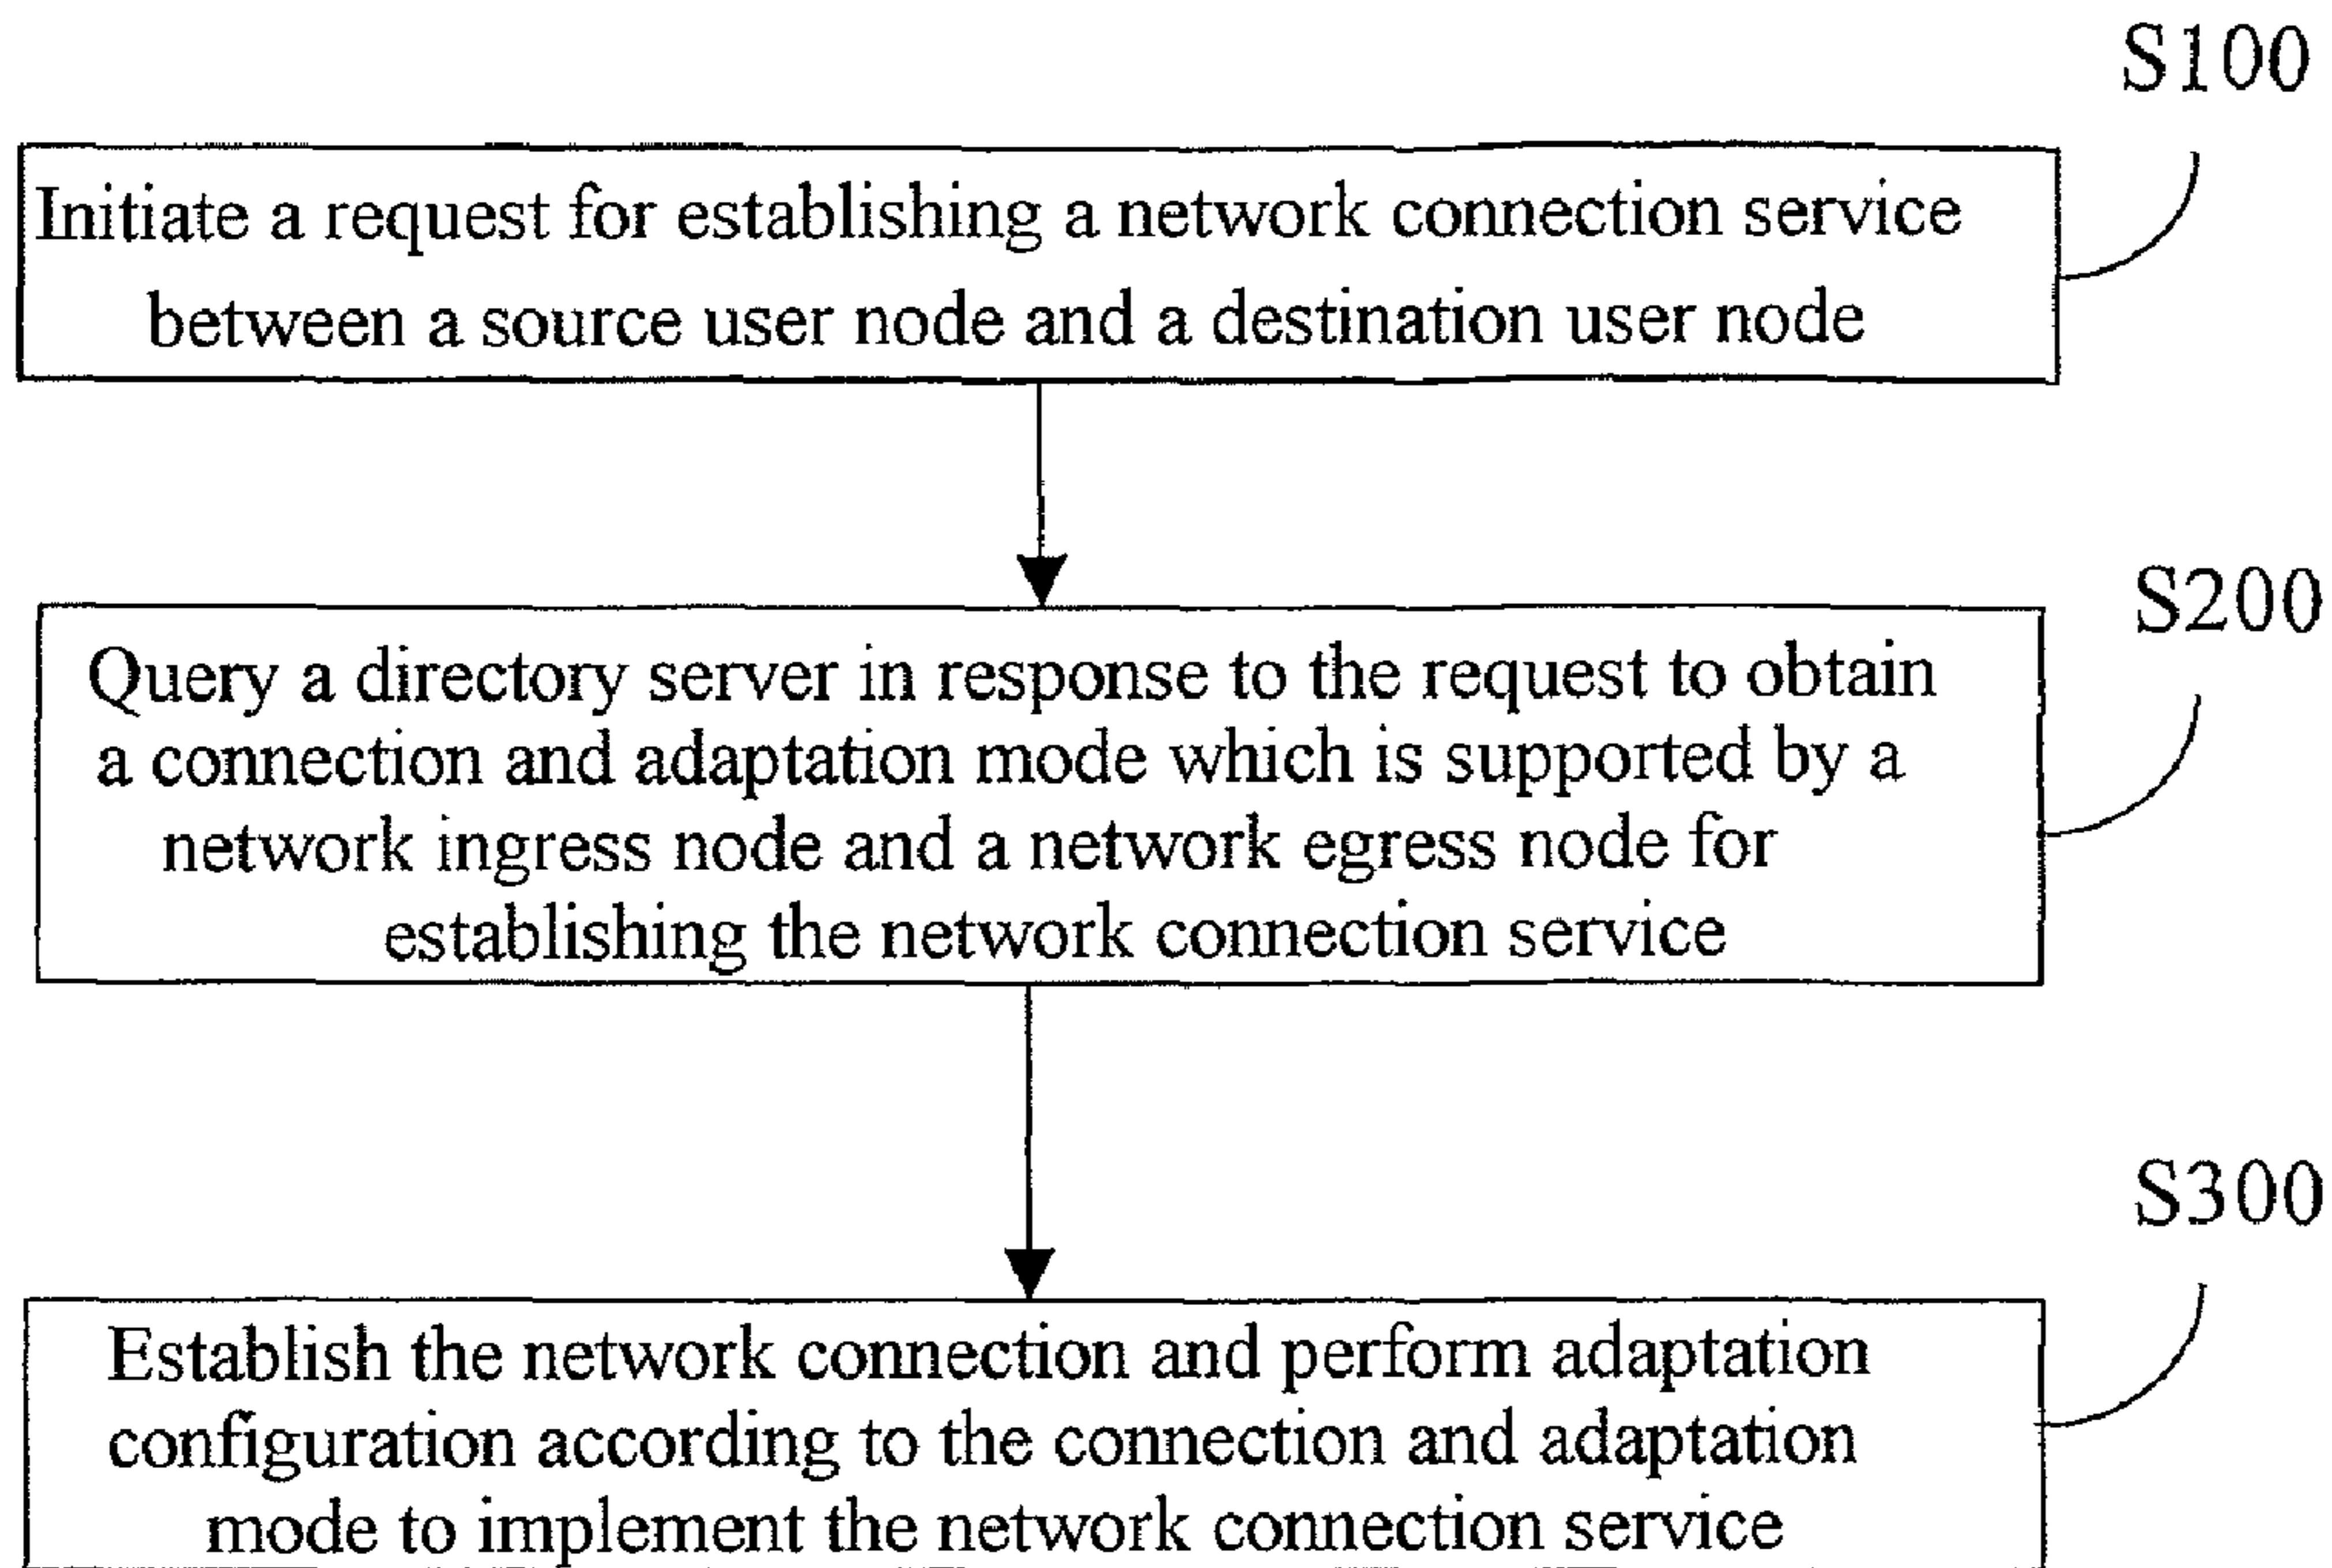 S100
Initiate a request for establishing a network connection service
between a source user node and a destination user node
S200
Query a directory server in response to the request to obtain
a connection and adaptation mode which is supported by a
network ingress node and a network egress node for
establishing the network connection service
S300
Establish the network connection and perform adaptation
configuration according to the connection and adaptation
mode to implement the network connection service